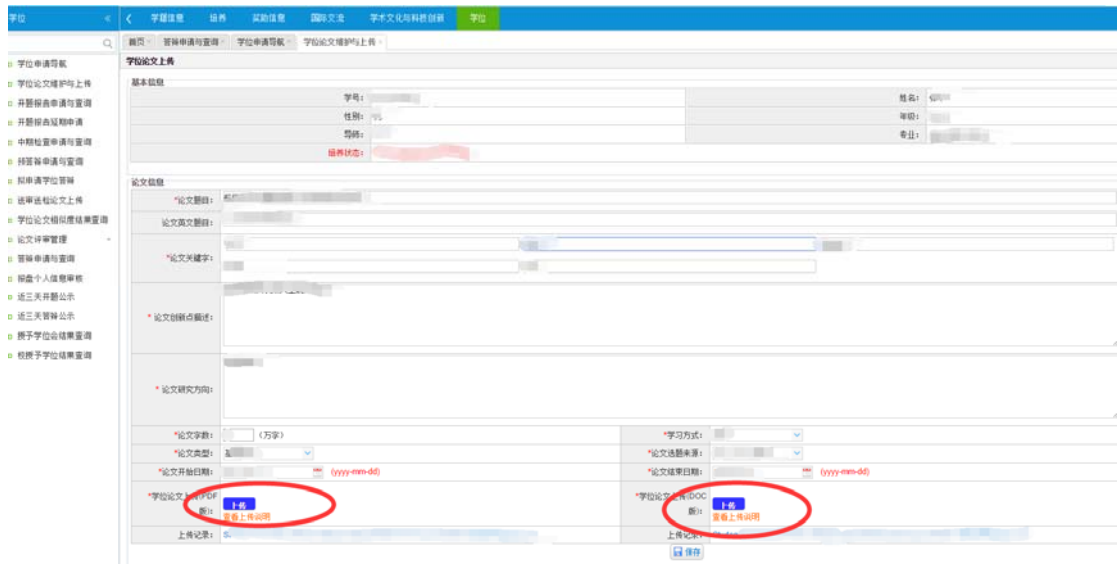 学位 « 〈 学籍信息 培养 奖助信息 国际交流 学术文化与科技创新 学位
首页 答辩申请与查询 学位申请导航 学位论文维护与上传
学位申请导航
学位论文维护与上传
开题报告申请与查询
开题报告延期申请
中期检查申请与查询
预答辩申请与查询
拟申请学位答辩
送审送检论文上传
学位论文相似度结果查询
论文评审管理
答辩申请与查询
报盘个人信息审核
近三天开题公示
近三天答辩公示
授予学位会结果查询
校授予学位结果查询
学位论文上传
基本信息
学号: 姓名:
性别: 年级:
导师: 专业:
培养状态:
论文信息
*论文题目:
论文英文题目:
*论文关键字:
* 论文创新点概述:
* 论文研究方向:
*论文字数: (万字) *学习方式:
*论文类型: *论文选题来源:
*论文开始日期: (yyyy-mm-dd) *论文结束日期: (yyyy-mm-dd)
*学位论文上传(PDF版): 上传 *学位论文上传(DOC版): 上传
查看上传说明 查看上传说明
上传记录: 上传记录:
保存